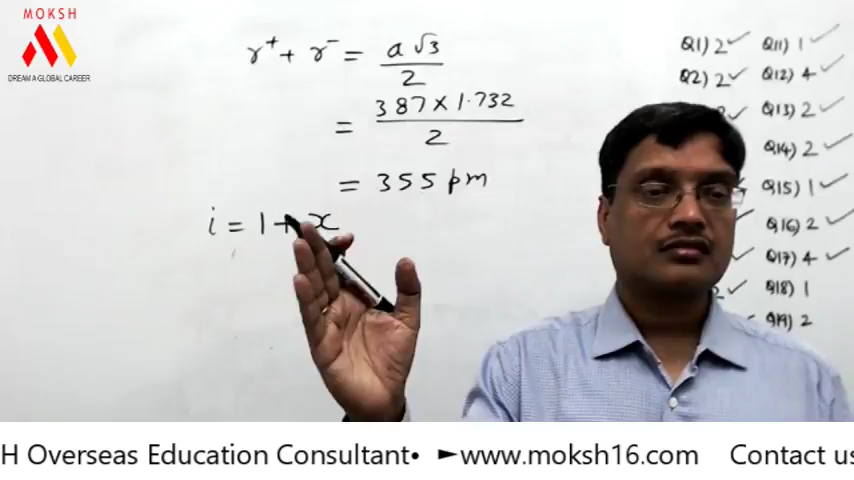 MOKSH
DREAM A GLOBAL CAREER
r⁺ + r⁻ = a√3 / 2
= 387 × 1.732 / 2
= 355 pm
i = 1 + x
Q1) 2 ✓
Q2) 2 ✓
Q11) 1 ✓
Q12) 4 ✓
Q13) 2 ✓
Q14) 2 ✓
Q15) 1 ✓
Q16) 2 ✓
Q17) 4 ✓
Q18) 1
Q19) 2
H Overseas Education Consultant• ►www.moksh16.com Contact us